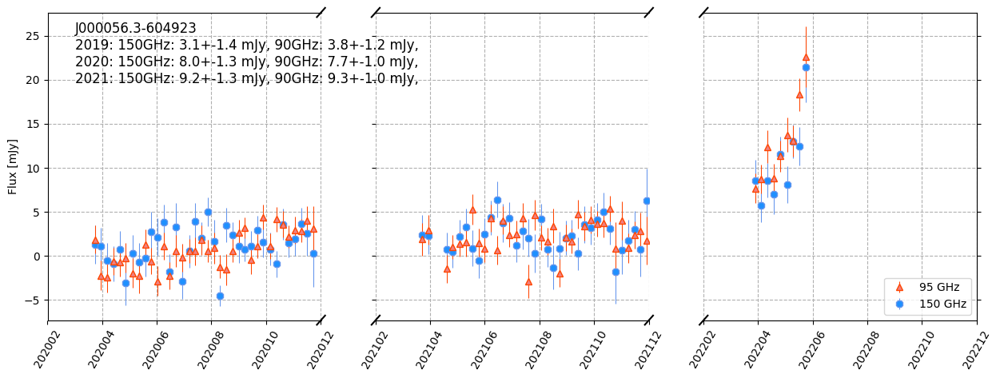 J000056.3-604923
2019: 150GHz: 3.1+-1.4 mJy, 90GHz: 3.8+-1.2 mJy,
2020: 150GHz: 8.0+-1.3 mJy, 90GHz: 7.7+-1.0 mJy,
2021: 150GHz: 9.2+-1.3 mJy, 90GHz: 9.3+-1.0 mJy,
Flux [mJy]
25
20
15
10
5
0
−5
95 GHz
150 GHz
202002 202004 202006 202008 202010 202012 202102 202104 202106 202108 202110 202112 202202 202204 202206 202208 202210 202212